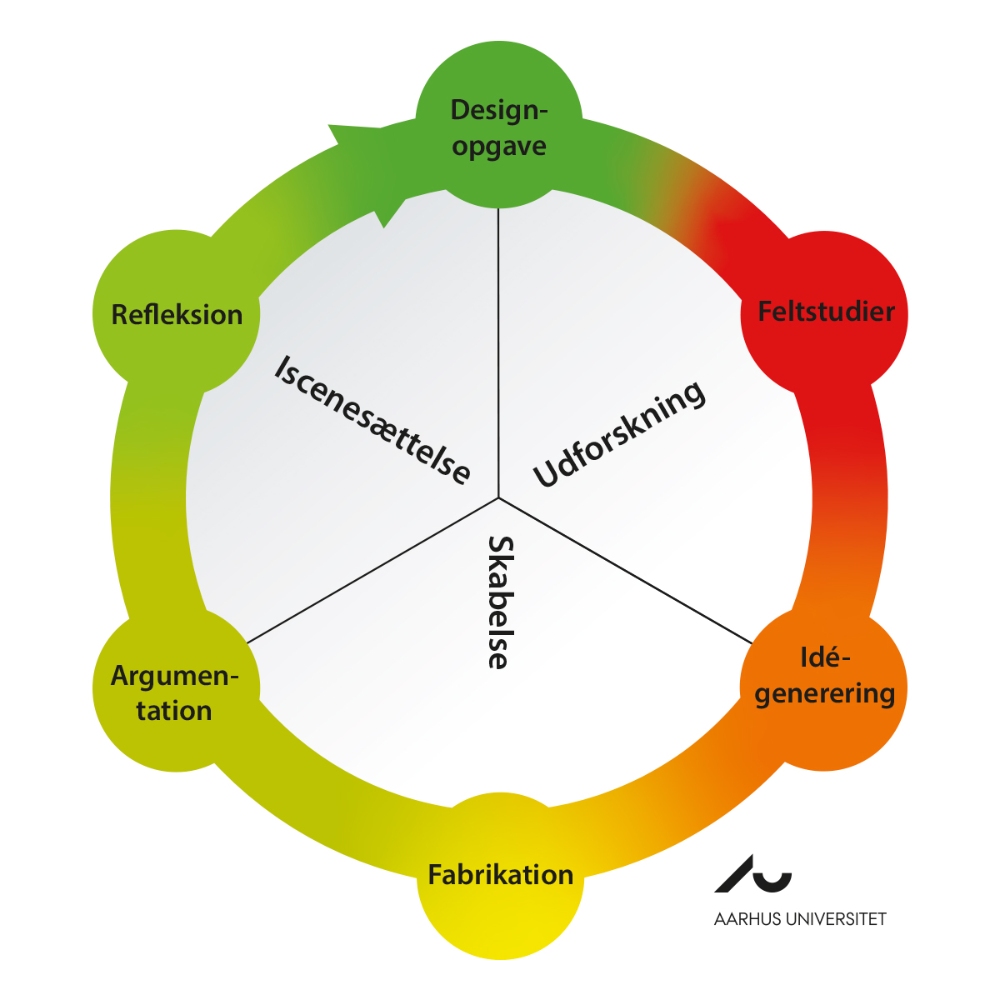 Design-
opgave
Feltstudier
Idé-
generering
Fabrikation
Argumen-
tation
Refleksion
Iscenesættelse
Udforskning
Skabelse
AARHUS UNIVERSITET